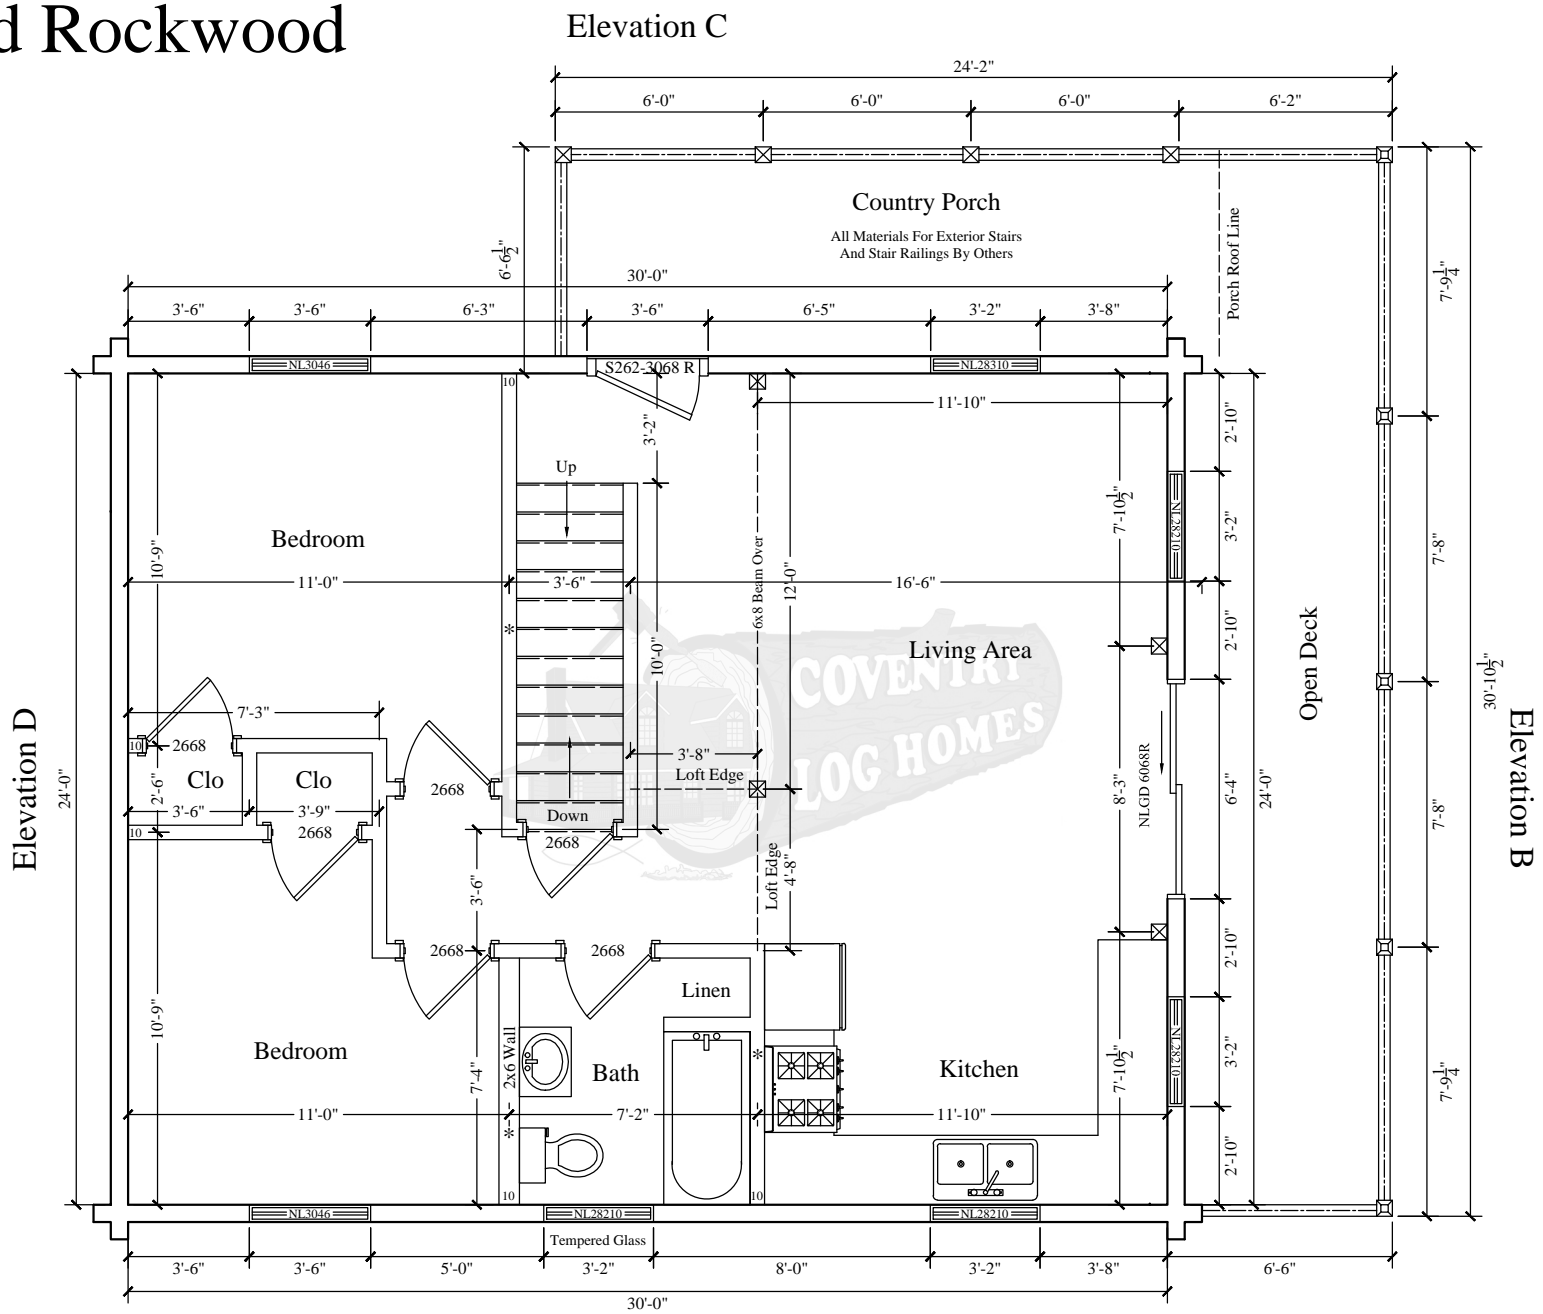 d Rockwood
Elevation C
24'-2"
6'-0" 6'-0" 6'-0" 6'-2"
Country Porch
All Materials For Exterior Stairs
And Stair Railings By Others
Porch Roof Line
6'-6 1/2"
7'-9 1/4"
30'-0"
3'-6" 3'-6" 6'-3" 3'-6" 6'-5" 3'-2" 3'-8"
NL3046
S262-3068 R
NL28310
10
11'-10"
3'-2"
2'-10"
Up
7'-10 1/2"
NL28210
3'-2"
Bedroom
10'-9"
6x8 Beam Over
12'-0"
7'-8"
11'-0" 3'-6" 16'-6"
*
10'-0"
Living Area
2'-10"
Open Deck
30'-10 1/2"
COVENTRY
LOG HOMES
Elevation D
24'-0"
7'-3"
10
2668
Clo
Clo
2'-6"
3'-6" 3'-9"
10
2668
2668
3'-8"
Loft Edge
Down
2668
8'-3"
NLGD 6068R
6'-4"
24'-0"
7'-8"
Elevation B
Loft Edge
4'-8"
3'-6"
2668
2668
Linen
2'-10"
10'-9"
Bedroom
7'-4"
2x6 Wall
Bath
*
Kitchen
7'-10 1/2"
NL28210
3'-2"
7'-9 1/4"
11'-0" 7'-2" 11'-10"
*
2'-10"
10
10
NL3046
NL28210
NL28210
Tempered Glass
3'-6" 3'-6" 5'-0" 3'-2" 8'-0" 3'-2" 3'-8" 6'-6"
30'-0"